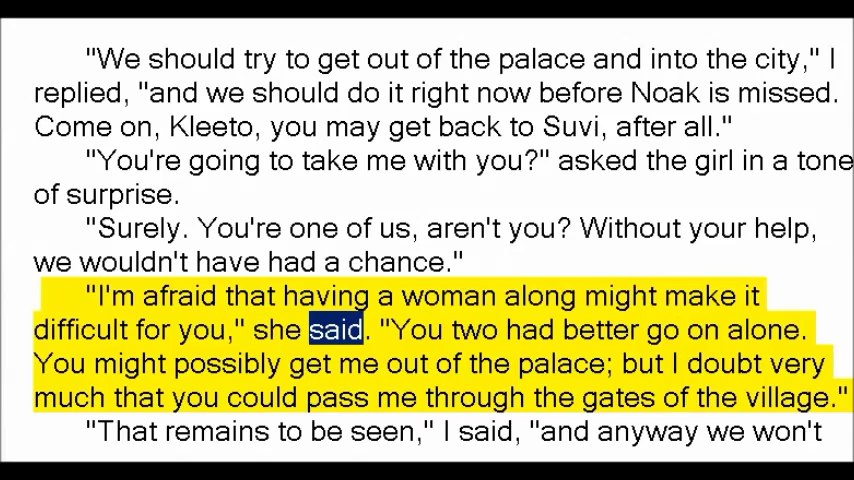 "We should try to get out of the palace and into the city," I
replied, "and we should do it right now before Noak is missed.
Come on, Kleeto, you may get back to Suvi, after all."
"You're going to take me with you?" asked the girl in a tone
of surprise.
"Surely. You're one of us, aren't you? Without your help,
we wouldn't have had a chance."
"I'm afraid that having a woman along might make it
difficult for you," she said. "You two had better go on alone.
You might possibly get me out of the palace; but I doubt very
much that you could pass me through the gates of the village."
"That remains to be seen," I said, "and anyway we won't